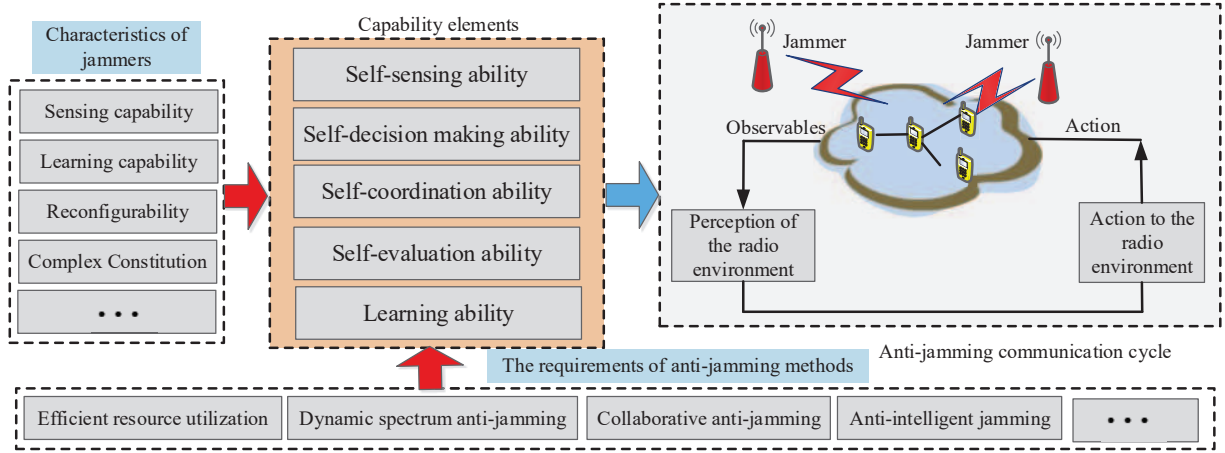 Characteristics of
jammers
Sensing capability
Learning capability
Reconfigurability
Complex Constitution
• • •
Capability elements
Self-sensing ability
Self-decision making ability
Self-coordination ability
Self-evaluation ability
Learning ability
Jammer
Jammer
Observables
Action
Perception of
the radio
environment
Action to the
radio
environment
Anti-jamming communication cycle
The requirements of anti-jamming methods
Efficient resource utilization
Dynamic spectrum anti-jamming
Collaborative anti-jamming
Anti-intelligent jamming
• • •